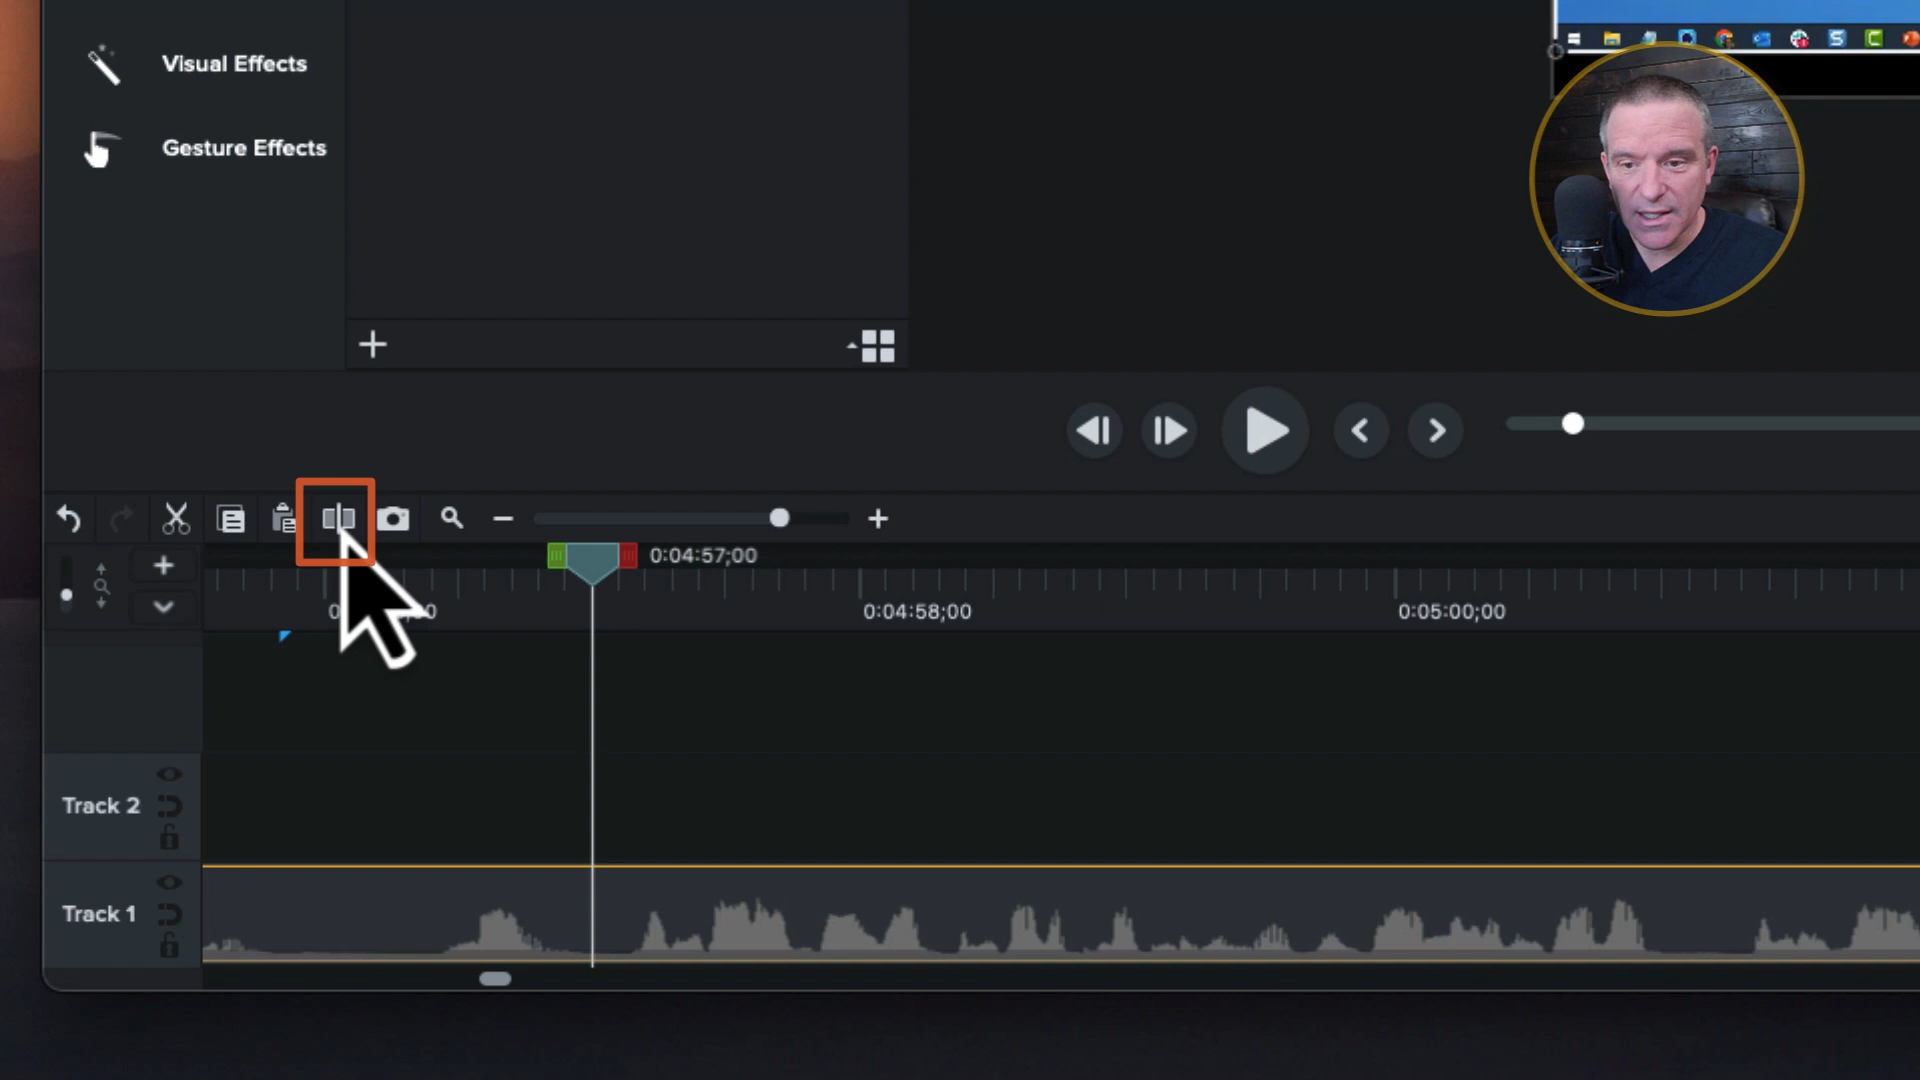 Visual Effects
Gesture Effects
0:04:57;00
0:04:58;00
0:05:00;00
Track 2
Track 1